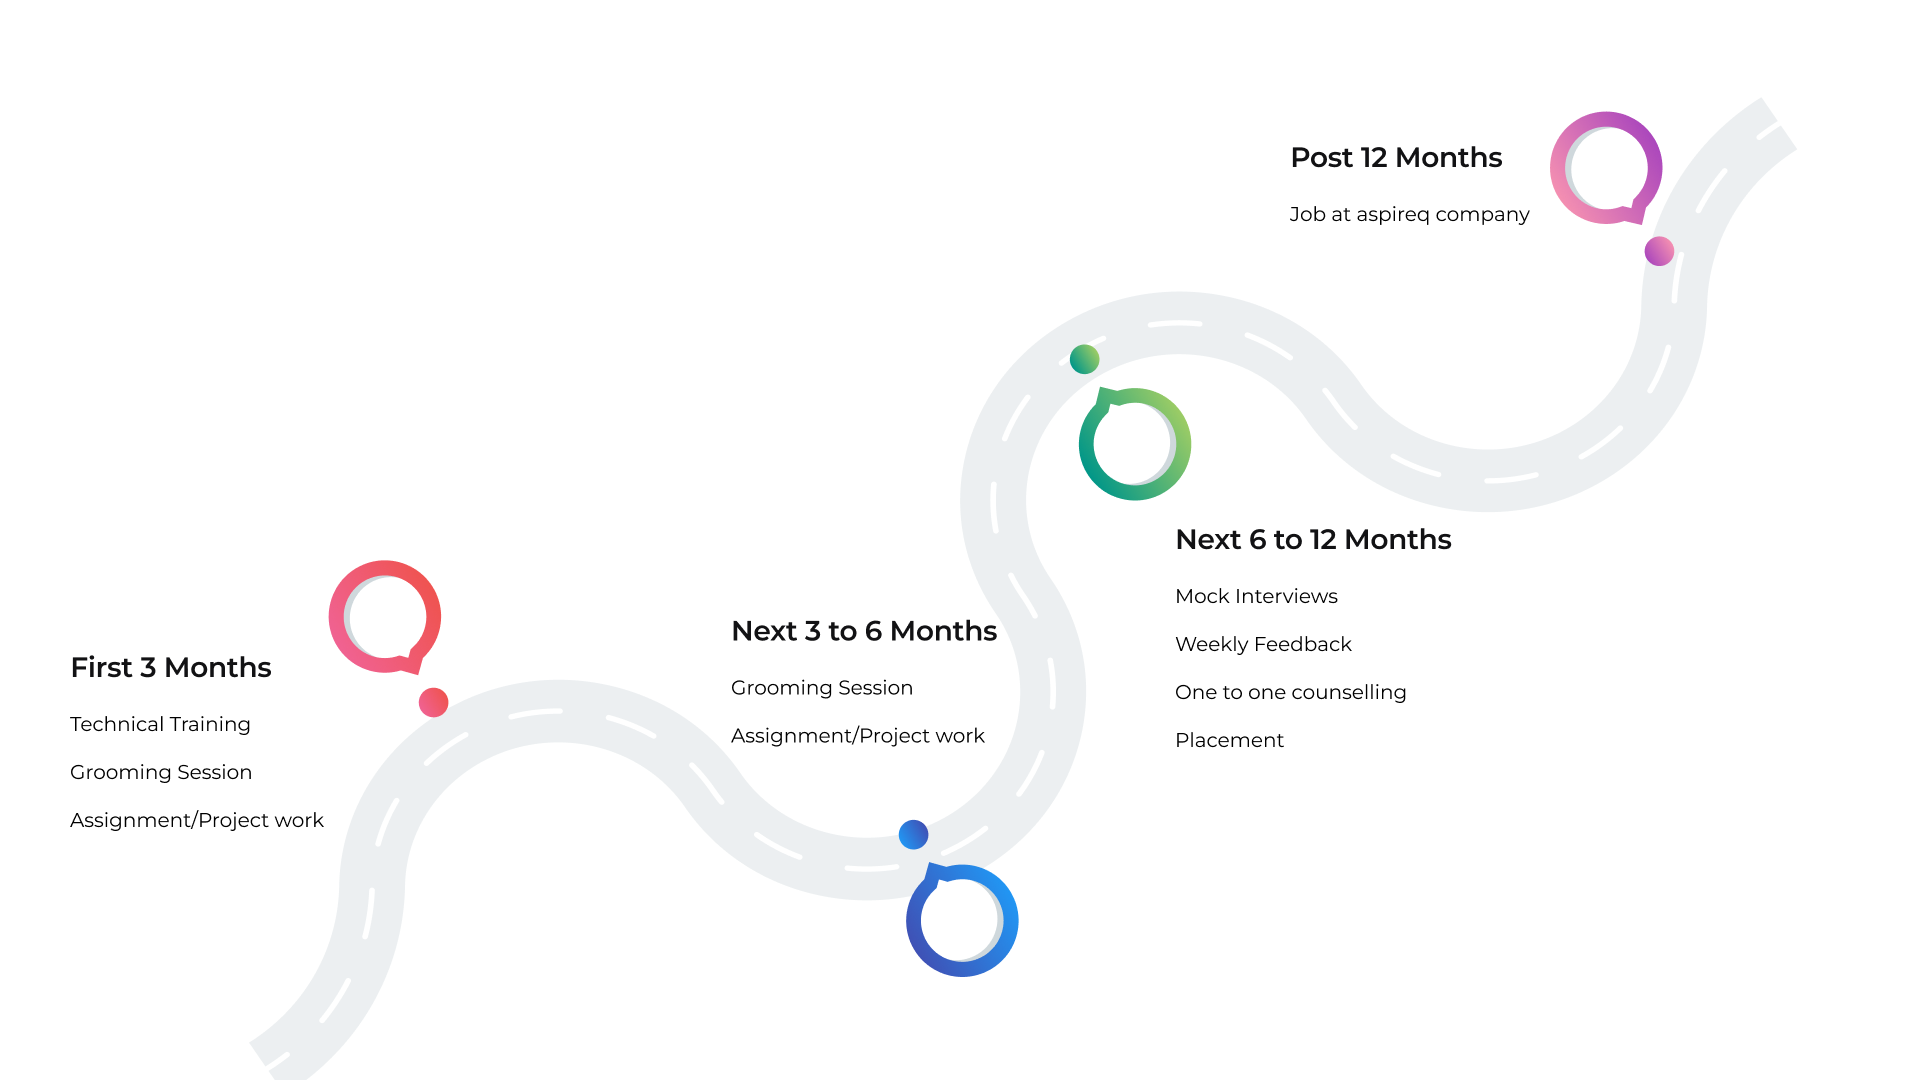 First 3 Months
Technical Training
Grooming Session
Assignment/Project work
Next 3 to 6 Months
Grooming Session
Assignment/Project work
Next 6 to 12 Months
Mock Interviews
Weekly Feedback
One to one counselling
Placement
Post 12 Months
Job at aspireq company